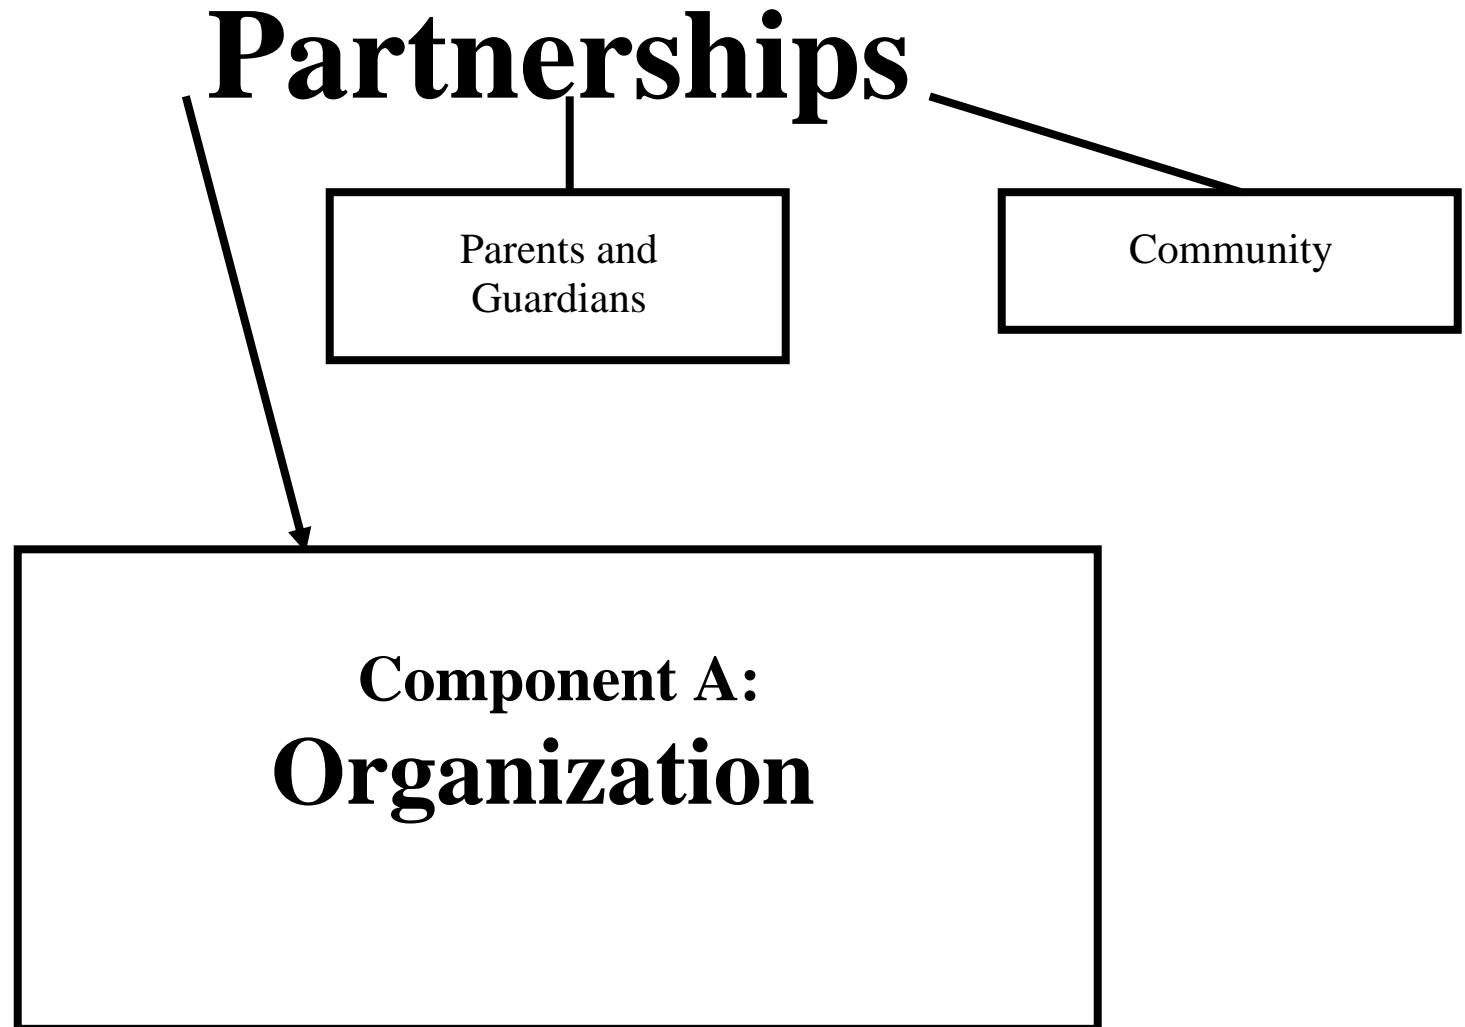 Partnerships
Parents and
Guardians
Community
Component A:
Organization